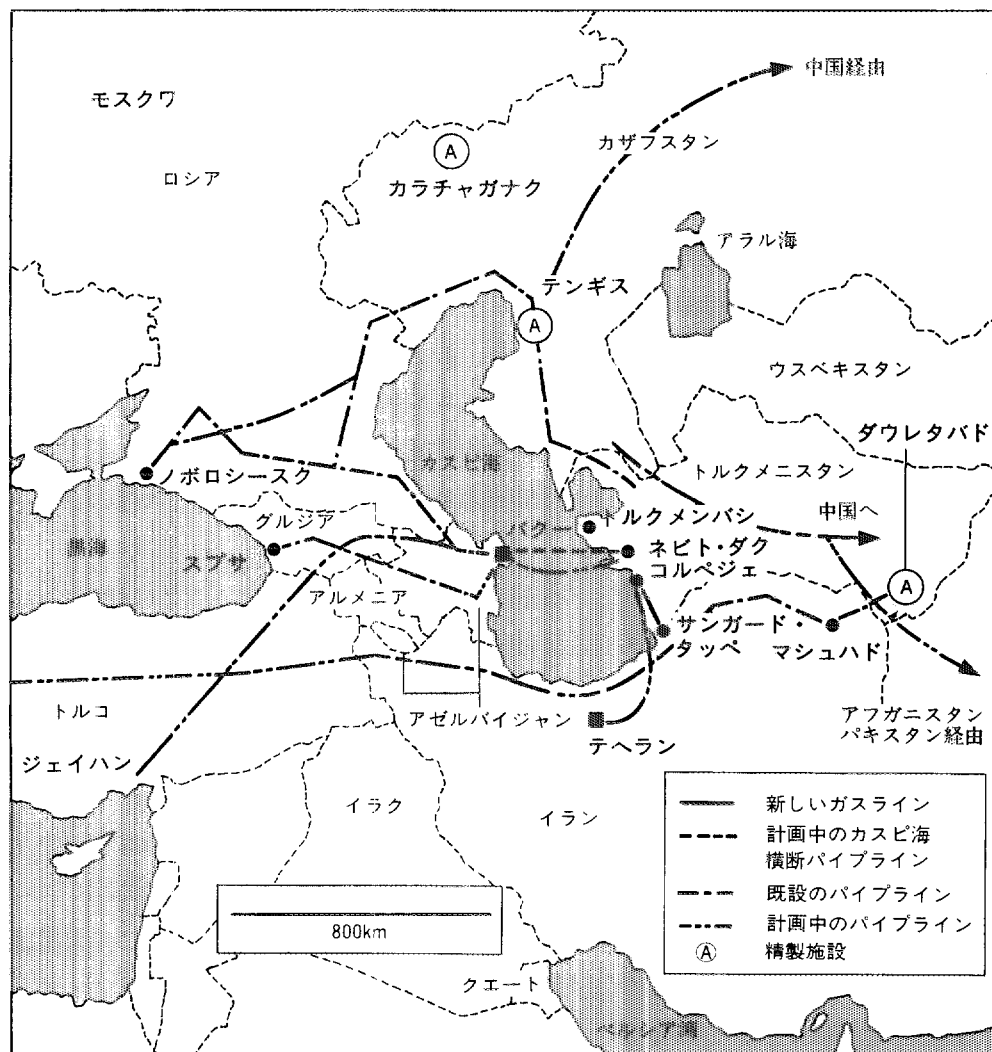 中国経由
モスクワ
カザフスタン
ロシア
A
カラチャガナク
アラル海
テンギス
A
ウスベキスタン
ダウレタバド
カスピ海
トルクメニスタン
ノボロシースク
中国へ
グルジア
バクー
トルクメンバシ
黒海
スプサ
ネビト・ダク
コルペジェ
アルメニア
A
サンガード・
タッペ
マシュハド
トルコ
アゼルバイジャン
アフガニスタン
パキスタン経由
テヘラン
ジェイハン
イラク
イラン
新しいガスライン
計画中のカスピ海
横断パイプライン
既設のパイプライン
計画中のパイプライン
A 精製施設
800km
クエート
ペルシア湾